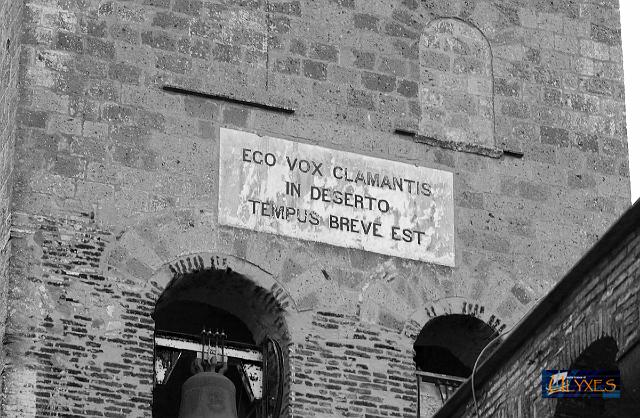 ECO VOX CLAMANTIS
IN DESERTO
TEMPUS BREVE EST
ULYXES